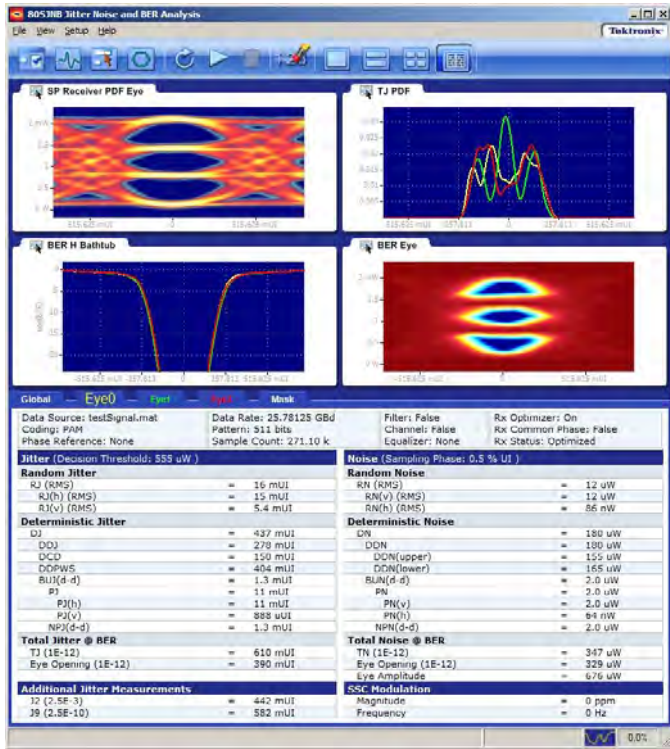 80SJNB Jitter Noise and BER Analysis
File View Setup Help
Tektronix
SP Receiver PDF Eye
TJ PDF
BER H Bathtub
BER Eye
Global Eye0 Eye1 Mask
Data Source: testSignal.mat
Coding: PAM
Phase Reference: None
Data Rate: 25.78125 GBd
Pattern: 511 bits
Sample Count: 271.10 k
Filter: False
Channel: False
Equalizer: None
Rx Optimizer: On
Rx Common Phase: False
Rx Status: Optimized
Jitter (Decision Threshold: 555 uW )
Random Jitter
RJ (RMS) = 16 mUI
RJ(h) (RMS) = 15 mUI
RJ(v) (RMS) = 5.4 mUI
Deterministic Jitter
DJ = 437 mUI
DDJ = 278 mUI
DCD = 150 mUI
DDPWS = 404 mUI
BUJ(d-d) = 1.3 mUI
PJ = 11 mUI
PJ(h) = 11 mUI
PJ(v) = 888 uUI
NPJ(d-d) = 1.3 mUI
Total Jitter @ BER
TJ (1E-12) = 610 mUI
Eye Opening (1E-12) = 390 mUI
Additional Jitter Measurements
J2 (2.5E-3) = 442 mUI
J9 (2.5E-10) = 582 mUI
Noise (Sampling Phase: 0.5 % UI )
Random Noise
RN (RMS) = 12 uW
RN(v) (RMS) = 12 uW
RN(h) (RMS) = 86 nW
Deterministic Noise
DN = 180 uW
DDN = 180 uW
DDN(upper) = 155 uW
DDN(lower) = 165 uW
BUN(d-d) = 2.0 uW
PN = 2.0 uW
PN(v) = 2.0 uW
PN(h) = 64 nW
NPN(d-d) = 2.0 uW
Total Noise @ BER
TN (1E-12) = 347 uW
Eye Opening (1E-12) = 329 uW
Eye Amplitude = 676 uW
SSC Modulation
Magnitude = 0 ppm
Frequency = 0 Hz
0.0%